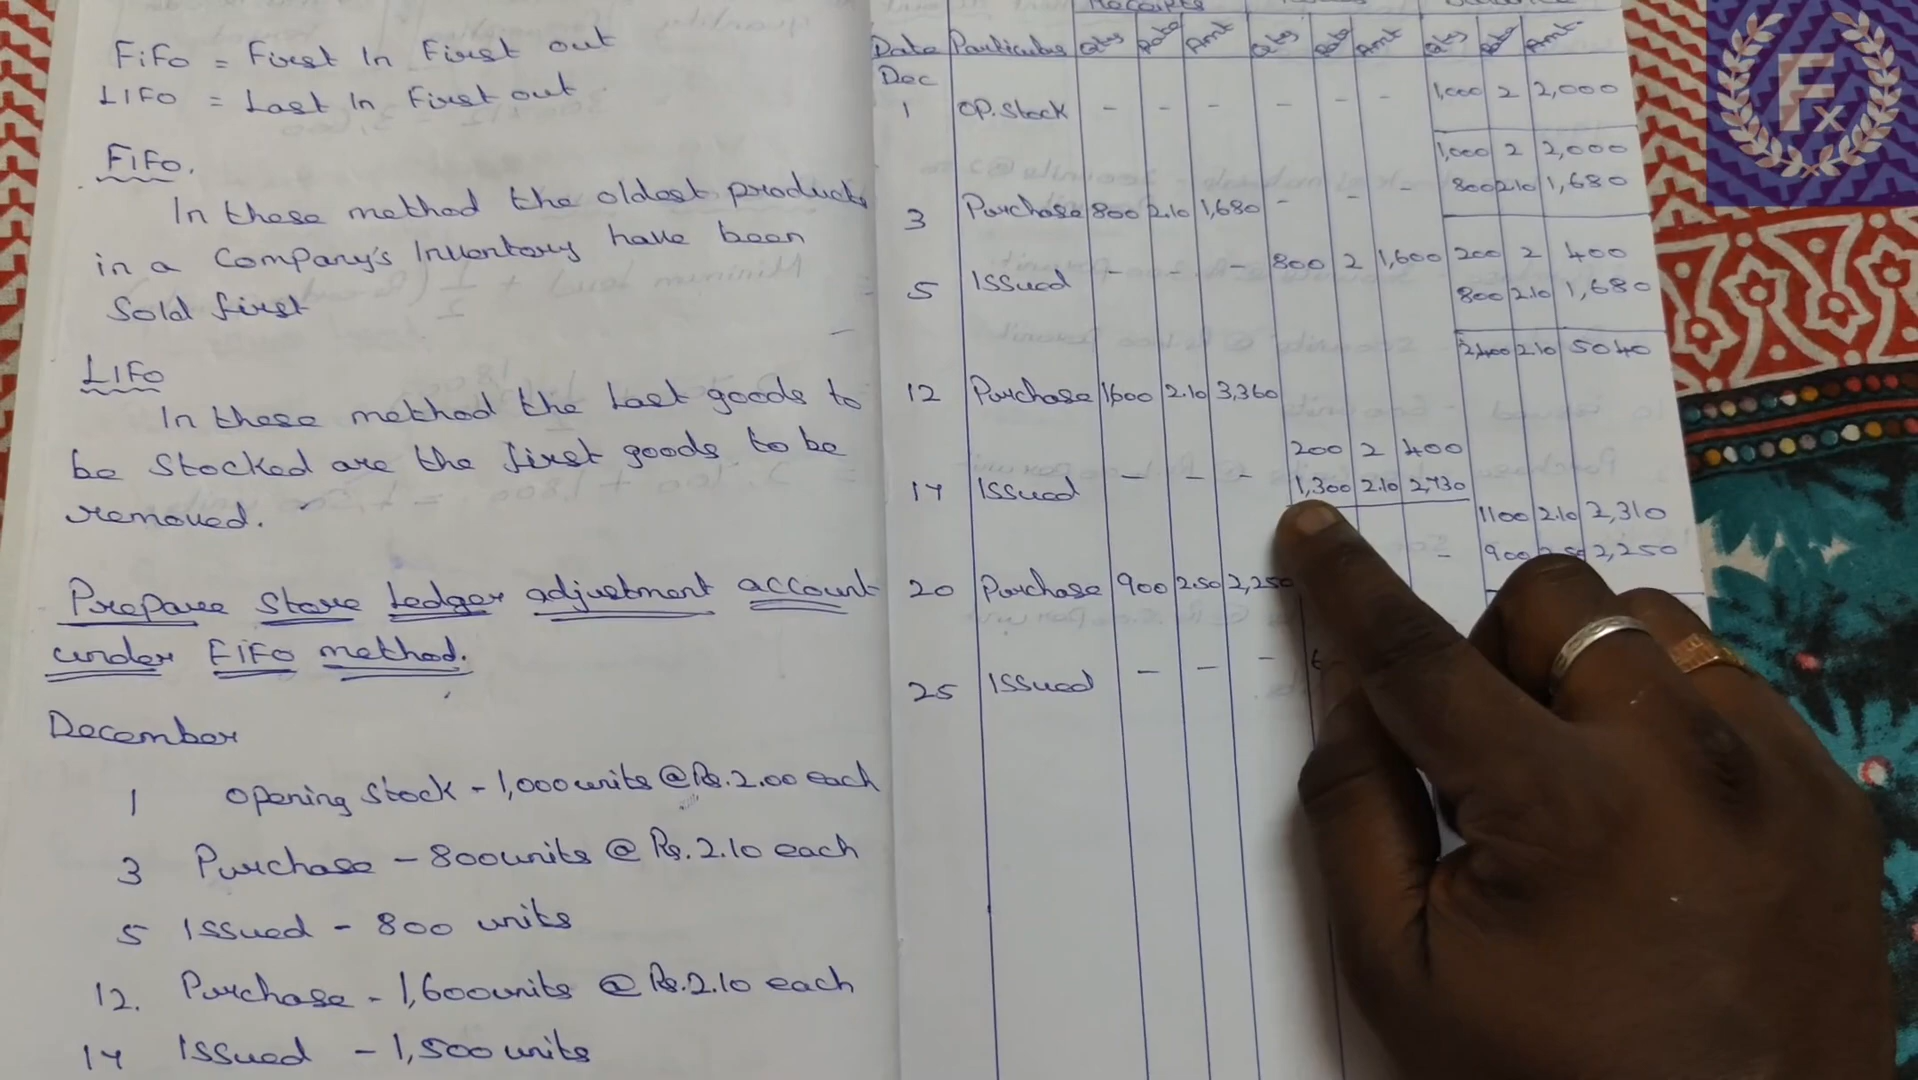 FiFo = First In First out
LIFO = Last In First out
FIFO.
In these method the oldest products
in a Company's Inventory have been
Sold first
LIFO
In these method the Last goods to
be Stocked are the first goods to be
removed.
Prepare Store Ledger adjustment account
under FIFO method.
December
1 Opening Stock - 1,000 units @ Rs. 2.00 each
3 Purchase - 800 units @ Rs. 2.10 each
5 Issued - 800 units
12. Purchase - 1,600 units @ Rs. 2.10 each
17 Issued - 1,500 units
Receipts
Date Particulars Qty Rate Amt Qty Rate Amt Qty Rate Amt
Dec
1 OP. Stock - - - - - - 1,000 2 2,000
1,000 2 2,000
3 Purchase 800 2.10 1,680 - - - 800 2.10 1,680
5 Issued - - - 800 2 1,600 200 2 400
800 2.10 1,680
2400 2.10 5040
12 Purchase 1600 2.10 3,360
200 2 400
17 Issued - - - 1,300 2.10 2,730
1100 2.10 2,310
20 Purchase 900 2.50 2,250 - 900 2,250
25 Issued - - - 6
Fx